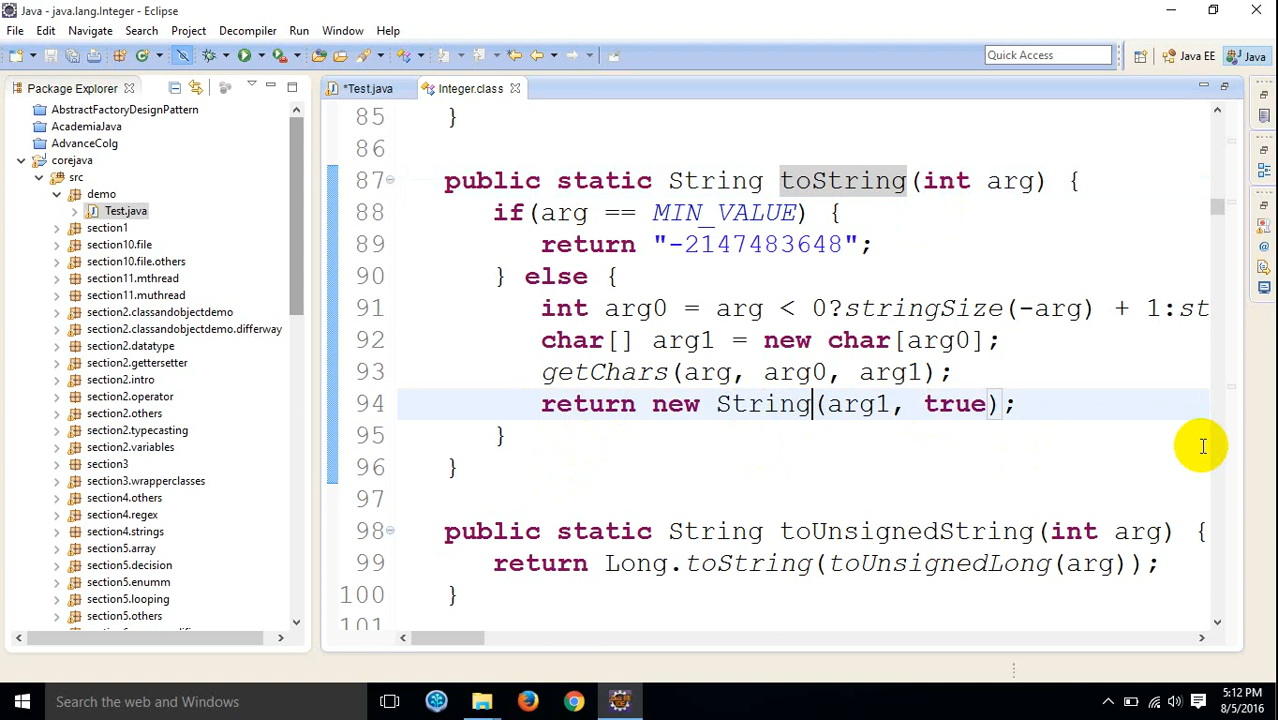 Java - java.lang.Integer - Eclipse
File Edit Navigate Search Project Decompiler Run Window Help
Quick Access
Java EE
Java
Package Explorer
*Test.java
Integer.class
AbstractFactoryDesignPattern
AcademiaJava
AdvanceColg
corejava
src
demo
Test.java
section1
section10.file
section10.file.others
section11.mthread
section11.muthread
section2.classandobjectdemo
section2.classandobjectdemo.differway
section2.datatype
section2.gettersetter
section2.intro
section2.operator
section2.others
section2.typecasting
section2.variables
section3
section3.wrapperclasses
section4.others
section4.regex
section4.strings
section5.array
section5.decision
section5.enumm
section5.looping
section5.others
85 }
86
87 public static String toString(int arg) {
88 if(arg == MIN_VALUE) {
89 return "-2147483648";
90 } else {
91 int arg0 = arg < 0?stringSize(-arg) + 1:st
92 char[] arg1 = new char[arg0];
93 getChars(arg, arg0, arg1);
94 return new String(arg1, true);
95 }
96 }
97
98 public static String toUnsignedString(int arg) {
99 return Long.toString(toUnsignedLong(arg));
100 }
101
Search the web and Windows
5:12 PM
8/5/2016